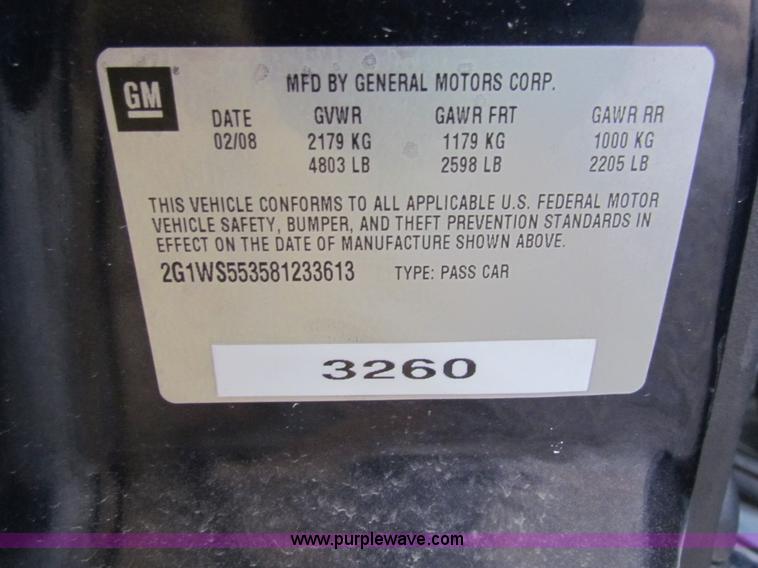 GM®
MFD BY GENERAL MOTORS CORP.
DATE GVWR GAWR FRT GAWR RR
02/08 2179 KG 1179 KG 1000 KG
4803 LB 2598 LB 2205 LB
THIS VEHICLE CONFORMS TO ALL APPLICABLE U.S. FEDERAL MOTOR
VEHICLE SAFETY, BUMPER, AND THEFT PREVENTION STANDARDS IN
EFFECT ON THE DATE OF MANUFACTURE SHOWN ABOVE.
2G1WS553581233613 TYPE: PASS CAR
3260
www.purplewave.com